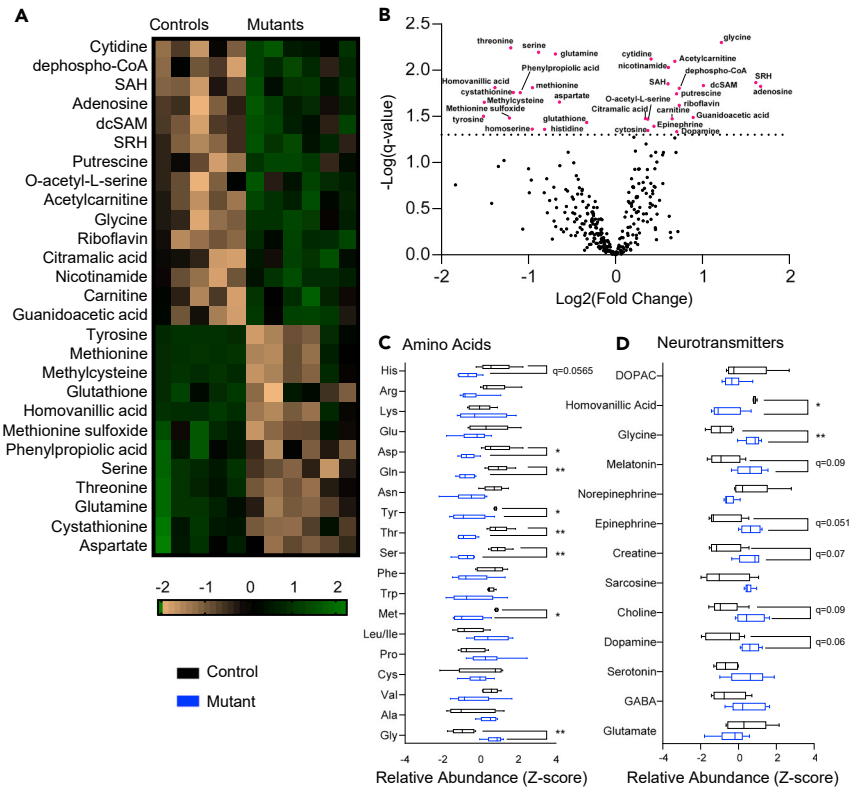 A
Controls Mutants
Cytidine
dephospho-CoA
SAH
Adenosine
dcSAM
SRH
Putrescine
O-acetyl-L-serine
Acetylcarnitine
Glycine
Riboflavin
Citramalic acid
Nicotinamide
Carnitine
Guanidoacetic acid
Tyrosine
Methionine
Methylcysteine
Glutathione
Homovanillic acid
Methionine sulfoxide
Phenylpropiolic acid
Serine
Threonine
Glutamine
Cystathionine
Aspartate
-2 -1 0 1 2
Control
Mutant
B
-Log(q-value)
2.5
2.0
1.5
1.0
0.5
0.0
-2 -1 0 1 2
Log2(Fold Change)
threonine
serine
glutamine
Phenylpropiolic acid
Homovanillic acid
cystathionine
methionine
Methylcysteine
aspartate
Methionine sulfoxide
tyrosine
glutathione
homoserine
histidine
glycine
cytidine
Acetylcarnitine
nicotinamide
dephospho-CoA
SAH
dcSAM
SRH
adenosine
putrescine
O-acetyl-L-serine
riboflavin
Citramalic acid
carnitine
Guanidoacetic acid
Epinephrine
cytosine
Dopamine
C Amino Acids
His
q=0.0565
Arg
Lys
Glu
Asp
*
Gln
**
Asn
Tyr
*
Thr
**
Ser
**
Phe
Trp
Met
*
Leu/Ile
Pro
Cys
Val
Ala
Gly
**
-4 -2 0 2 4
Relative Abundance (Z-score)
D Neurotransmitters
DOPAC
Homovanillic Acid
*
Glycine
**
Melatonin
q=0.09
Norepinephrine
Epinephrine
q=0.051
Creatine
q=0.07
Sarcosine
Choline
q=0.09
Dopamine
q=0.06
Serotonin
GABA
Glutamate
-4 -2 0 2 4
Relative Abundance (Z-score)